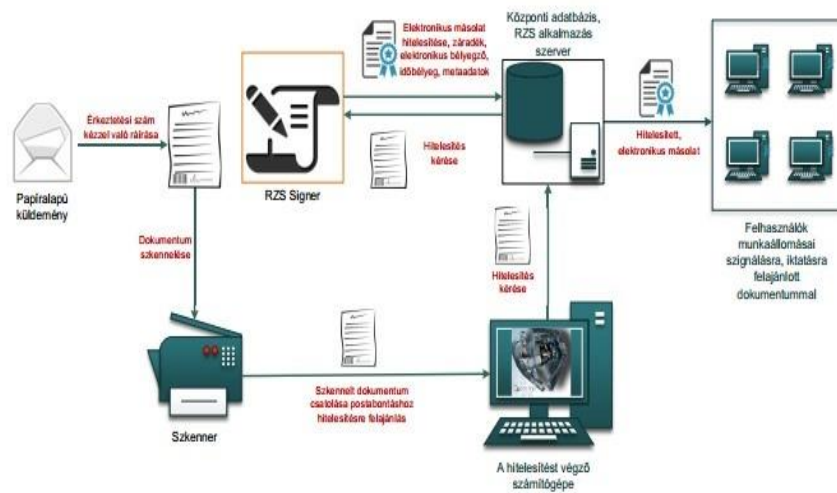 Elektronikus másolat
hitelesítése, záradék,
elektronikus bélyegző,
időbélyeg, metaadatok
Központi adatbázis,
RZS alkalmazás
szerver
Érkeztetési szám
kézzel való ráírása
Papíralapú
küldemény
RZS Signer
Hitelesítés
kérése
Hitelesített,
elektronikus másolat
Dokumentum
szkennelése
Hitelesítés
kérése
Felhasználók
munkaállomásai
szignálásra, iktatásra
felajánlott
dokumentummal
Szkenner
Szkennelt dokumentum
csatolása postabontáshoz
hitelesítésre felajánlás
A hitelesítést végző
számítógépe